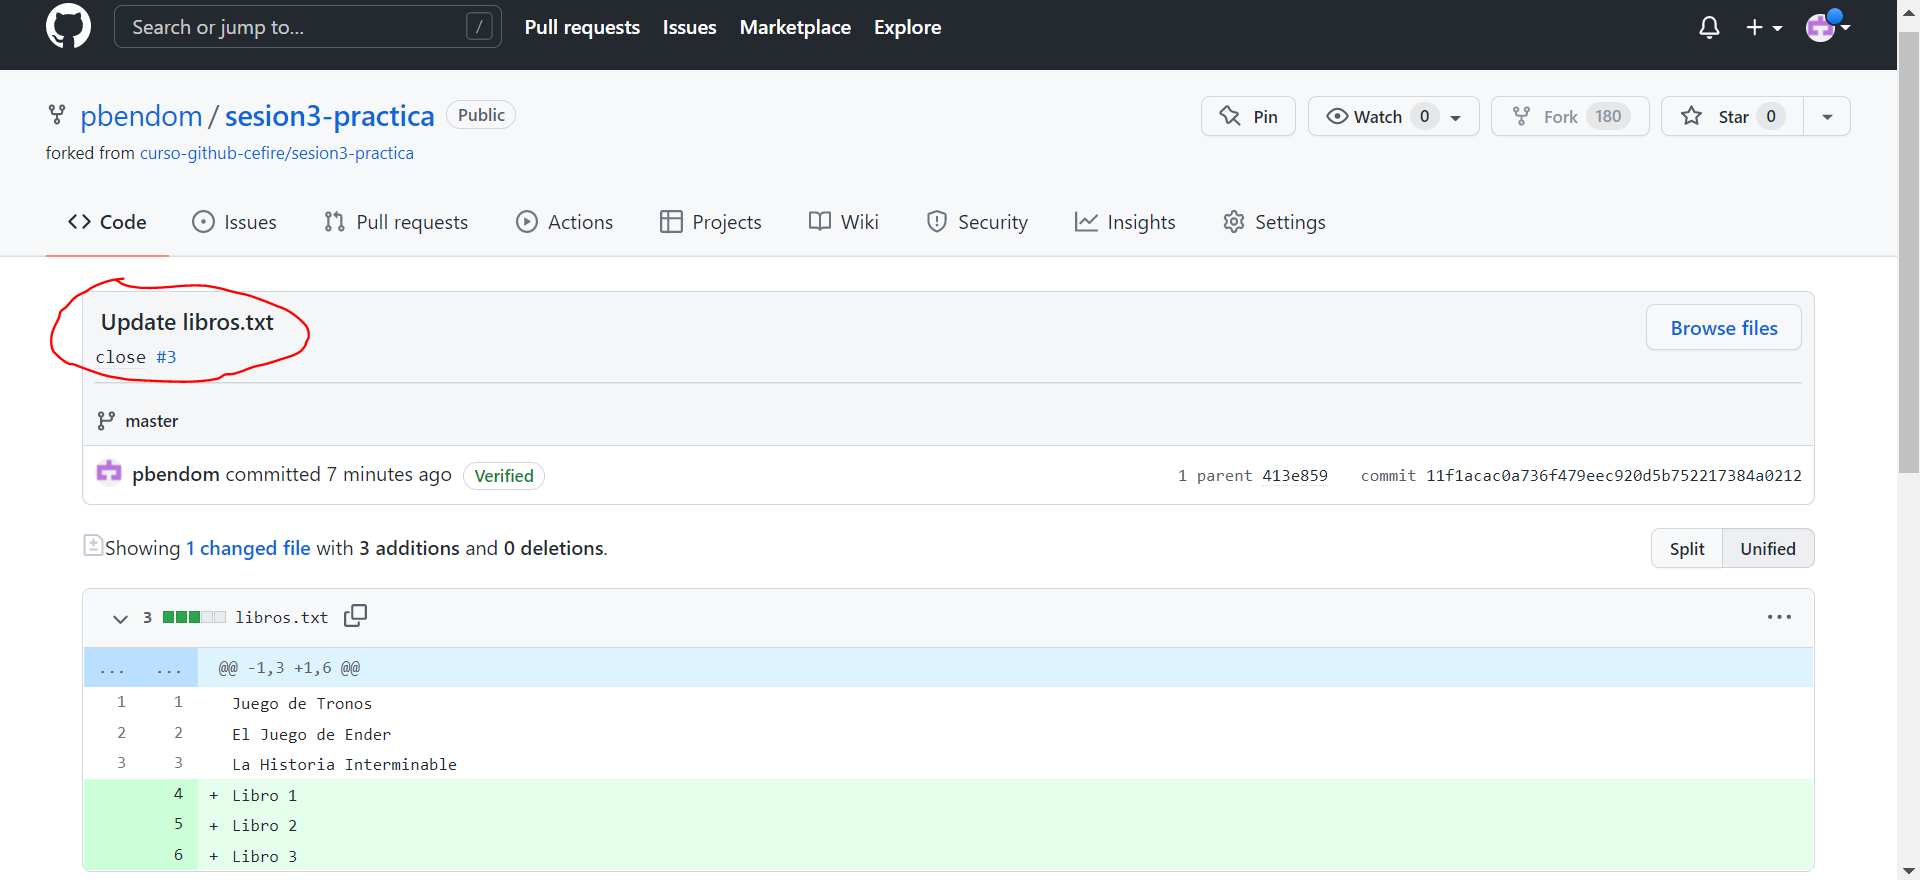 Search or jump to... /
Pull requests Issues Marketplace Explore
pbendom / sesion3-practica Public
Pin Watch 0 Fork 180 Star 0
forked from curso-github-cefire/sesion3-practica
Code Issues Pull requests Actions Projects Wiki Security Insights Settings
Update libros.txt
Browse files
close #3
master
pbendom committed 7 minutes ago Verified 1 parent 413e859 commit 11f1acac0a736f479eec920d5b752217384a0212
Showing 1 changed file with 3 additions and 0 deletions.
Split Unified
3 libros.txt ...
... ... @@ -1,3 +1,6 @@
1 1 Juego de Tronos
2 2 El Juego de Ender
3 3 La Historia Interminable
4 + Libro 1
5 + Libro 2
6 + Libro 3